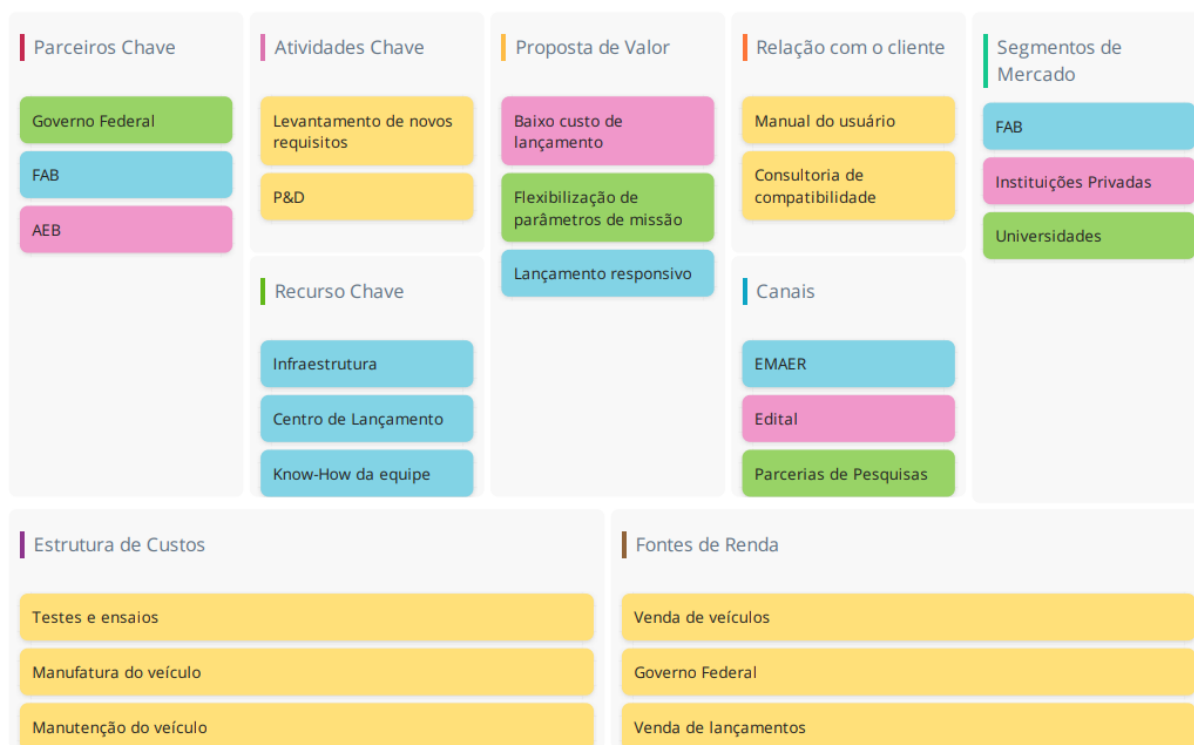 Parceiros Chave
Governo Federal
FAB
AEB
Atividades Chave
Levantamento de novos
requisitos
P&D
Recurso Chave
Infraestrutura
Centro de Lançamento
Know-How da equipe
Proposta de Valor
Baixo custo de
lançamento
Flexibilização de
parâmetros de missão
Lançamento responsivo
Relação com o cliente
Manual do usuário
Consultoria de
compatibilidade
Canais
EMAER
Edital
Parcerias de Pesquisas
Segmentos de
Mercado
FAB
Instituições Privadas
Universidades
Estrutura de Custos
Testes e ensaios
Manufatura do veículo
Manutenção do veículo
Fontes de Renda
Venda de veículos
Governo Federal
Venda de lançamentos